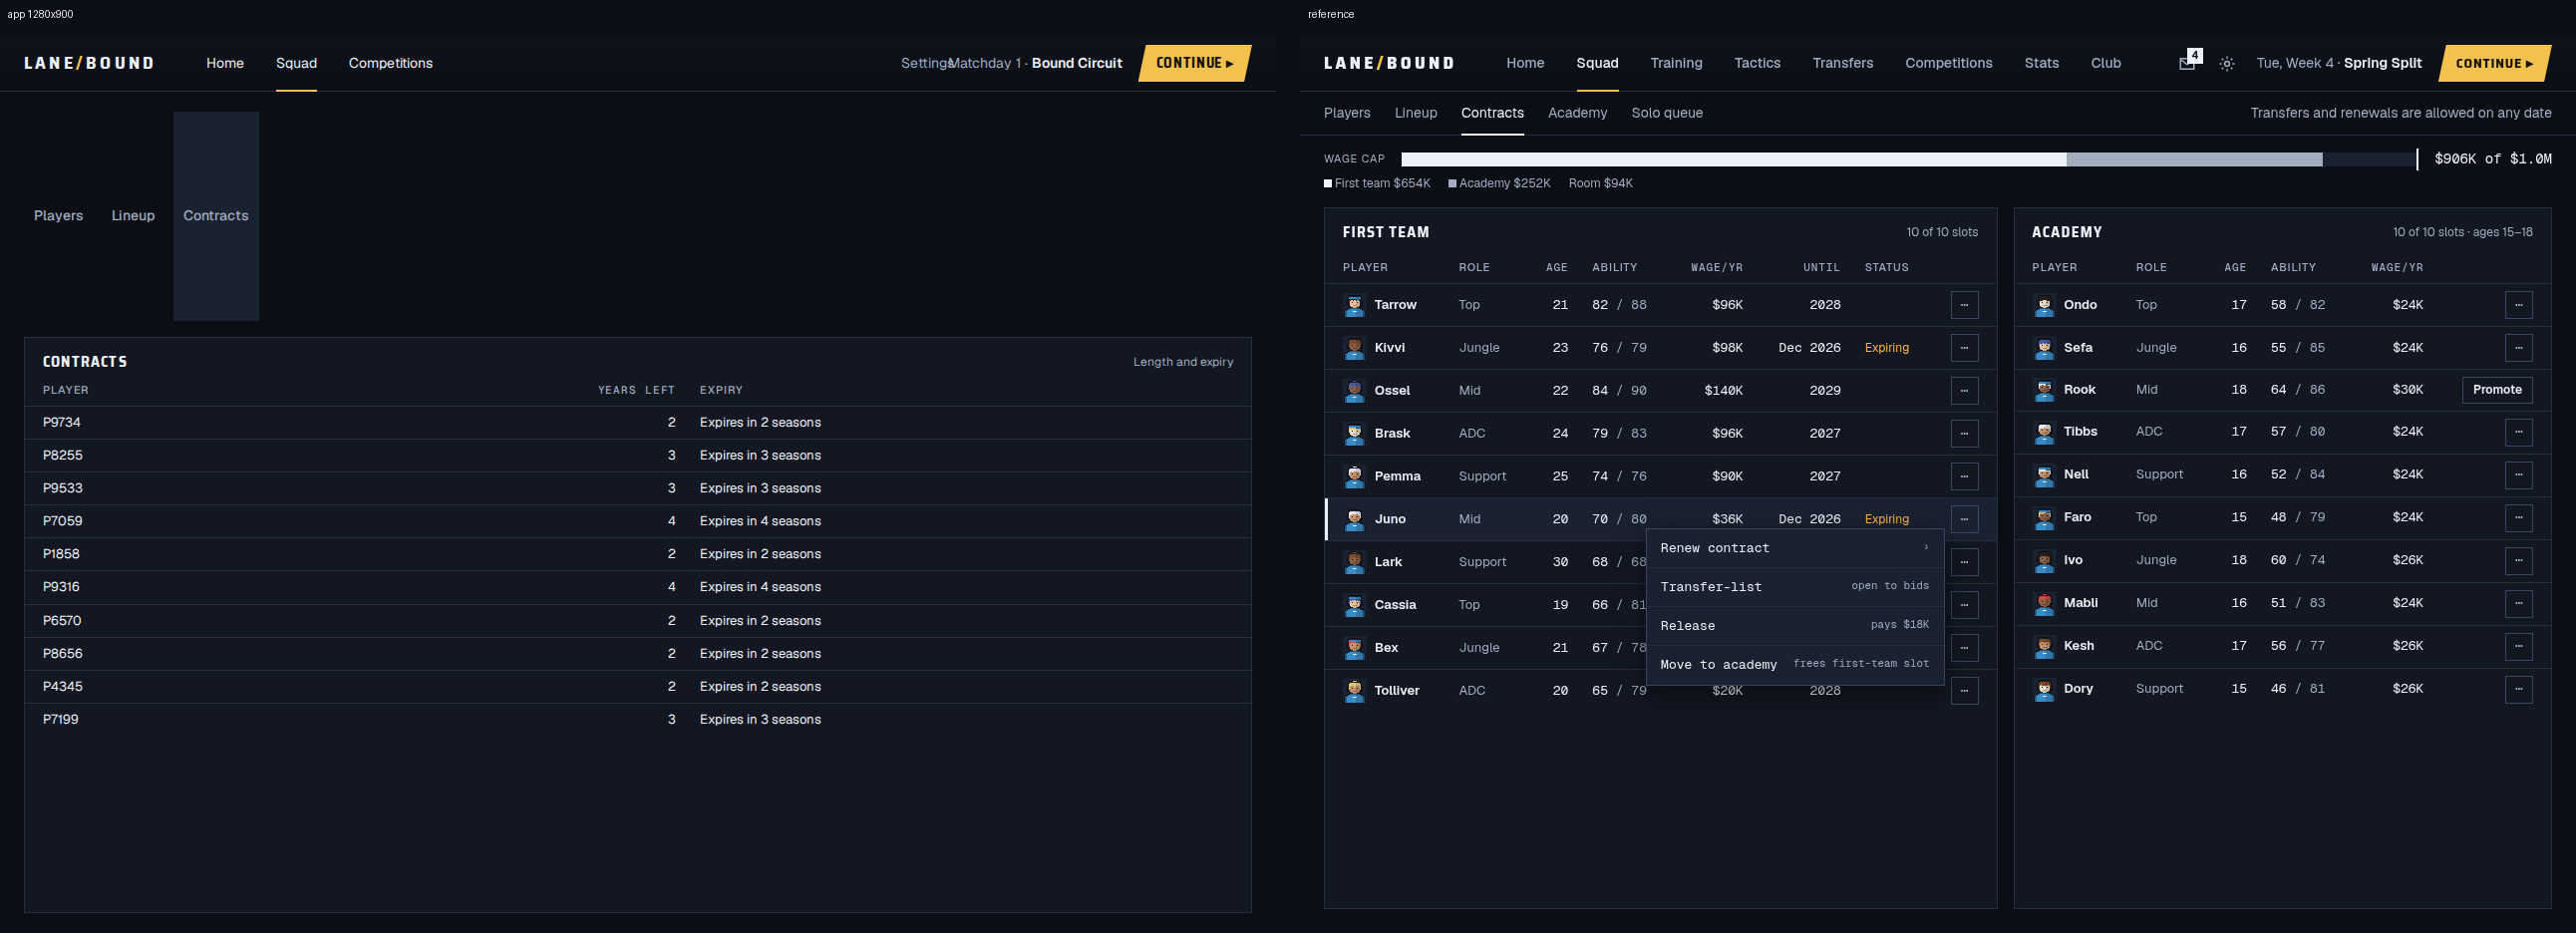 app 1280x900
LANE/BOUND Home Squad Competitions Settings Matchday 1 · Bound Circuit CONTINUE ▸
Players Lineup Contracts
CONTRACTS Length and expiry
PLAYER YEARS LEFT EXPIRY
P9734 2 Expires in 2 seasons
P8255 3 Expires in 3 seasons
P9533 3 Expires in 3 seasons
P7059 4 Expires in 4 seasons
P1858 2 Expires in 2 seasons
P9316 4 Expires in 4 seasons
P6570 2 Expires in 2 seasons
P8656 2 Expires in 2 seasons
P4345 2 Expires in 2 seasons
P7199 3 Expires in 3 seasons
reference
LANE/BOUND Home Squad Training Tactics Transfers Competitions Stats Club 4 Tue, Week 4 · Spring Split CONTINUE ▸
Players Lineup Contracts Academy Solo queue Transfers and renewals are allowed on any date
WAGE CAP $906K of $1.0M
First team $654K Academy $252K Room $94K
FIRST TEAM 10 of 10 slots
PLAYER ROLE AGE ABILITY WAGE/YR UNTIL STATUS
Tarrow Top 21 82 / 88 $96K 2028 ⋯
Kivvi Jungle 23 76 / 79 $98K Dec 2026 Expiring ⋯
Ossel Mid 22 84 / 90 $140K 2029 ⋯
Brask ADC 24 79 / 83 $96K 2027 ⋯
Pemma Support 25 74 / 76 $90K 2027 ⋯
Juno Mid 20 70 / 80 $36K Dec 2026 Expiring ⋯
Lark Support 30 68 / 68 ⋯
Cassia Top 19 66 / 81 ⋯
Bex Jungle 21 67 / 78 ⋯
Tolliver ADC 20 65 / 79 $20K 2028 ⋯
Renew contract ›
Transfer-list open to bids
Release pays $18K
Move to academy frees first-team slot
ACADEMY 10 of 10 slots · ages 15–18
PLAYER ROLE AGE ABILITY WAGE/YR
Ondo Top 17 58 / 82 $24K ⋯
Sefa Jungle 16 55 / 85 $24K ⋯
Rook Mid 18 64 / 86 $30K Promote
Tibbs ADC 17 57 / 80 $24K ⋯
Nell Support 16 52 / 84 $24K ⋯
Faro Top 15 48 / 79 $24K ⋯
Ivo Jungle 18 60 / 74 $26K ⋯
Mabli Mid 16 51 / 83 $24K ⋯
Kesh ADC 17 56 / 77 $26K ⋯
Dory Support 15 46 / 81 $26K ⋯